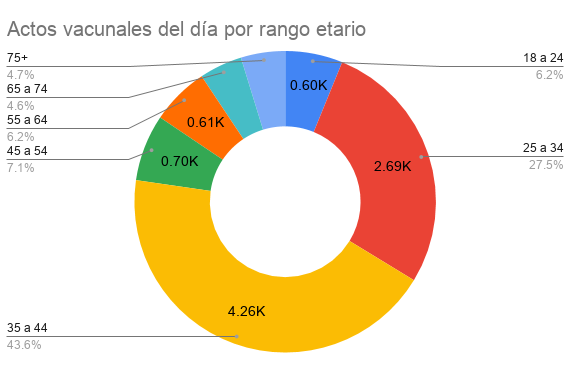 Actos vacunales del día por rango etario
75+
4.7%
65 a 74
4.6%
55 a 64
6.2%
45 a 54
7.1%
35 a 44
43.6%
18 a 24
6.2%
25 a 34
27.5%
0.60K
2.69K
4.26K
0.70K
0.61K